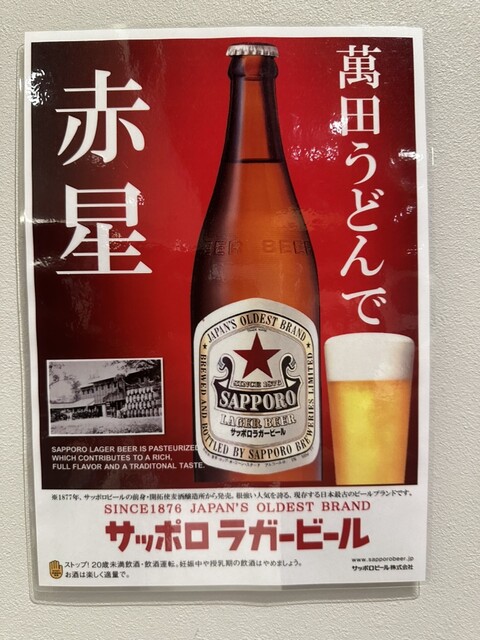 萬田うどんで
赤星
LAGER BEER
JAPAN'S OLDEST BRAND
SINCE 1876
SAPPORO
LAGER BEER
サッポロラガービール
BREWED AND BOTTLED BY SAPPORO BREWERIES LIMITED
SAPPORO LAGER BEER IS PASTEURIZED
WHICH CONTRIBUTES TO A RICH,
FULL FLAVOR AND A TRADITONAL TASTE.
※1877年、サッポロビールの前身・開拓使麦酒醸造所から発売。根強い人気を誇る、現存する日本最古のビールブランドです。
SINCE1876 JAPAN'S OLDEST BRAND
サッポロ ラガービール
ストップ!20歳未満飲酒・飲酒運転。妊娠中や授乳期の飲酒はやめましょう。
お酒は楽しく適量で。
www.sapporobeer.jp
サッポロビール株式会社